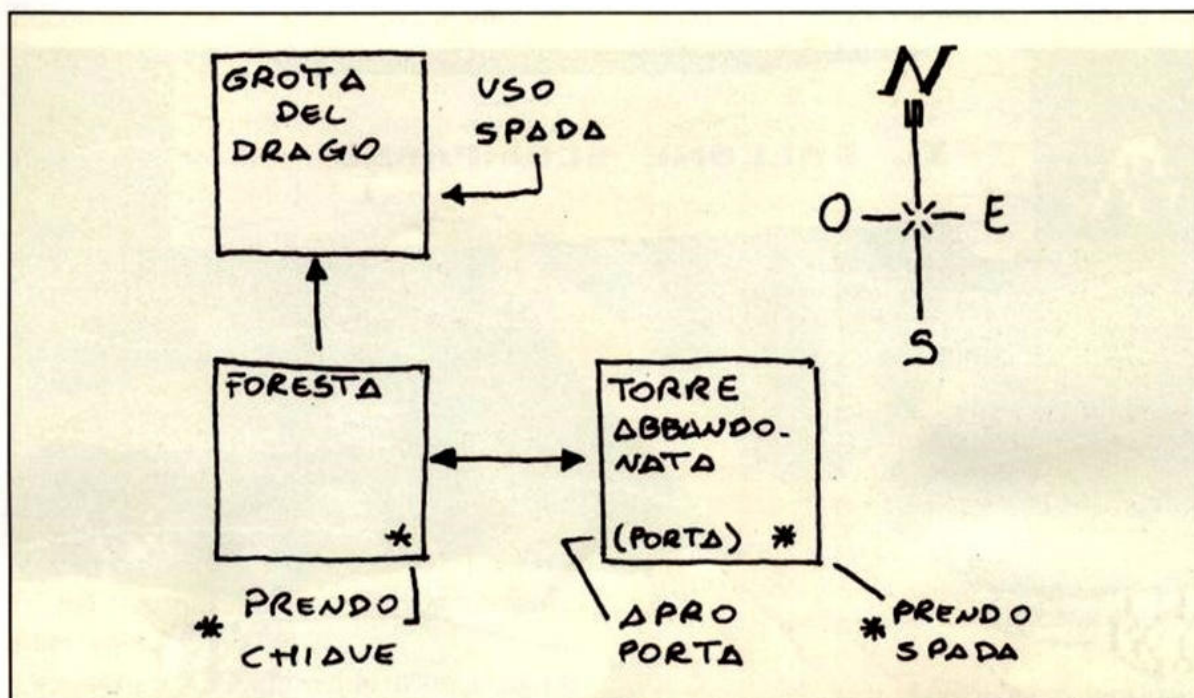 GROTTA
DEL
DRAGO
USO
SPADA
N
O
E
S
FORESTA
*
TORRE
ABBANDO-
NATA
(PORTA) *
* PRENDO
CHIAVE
APRO
PORTA
* PRENDO
SPADA